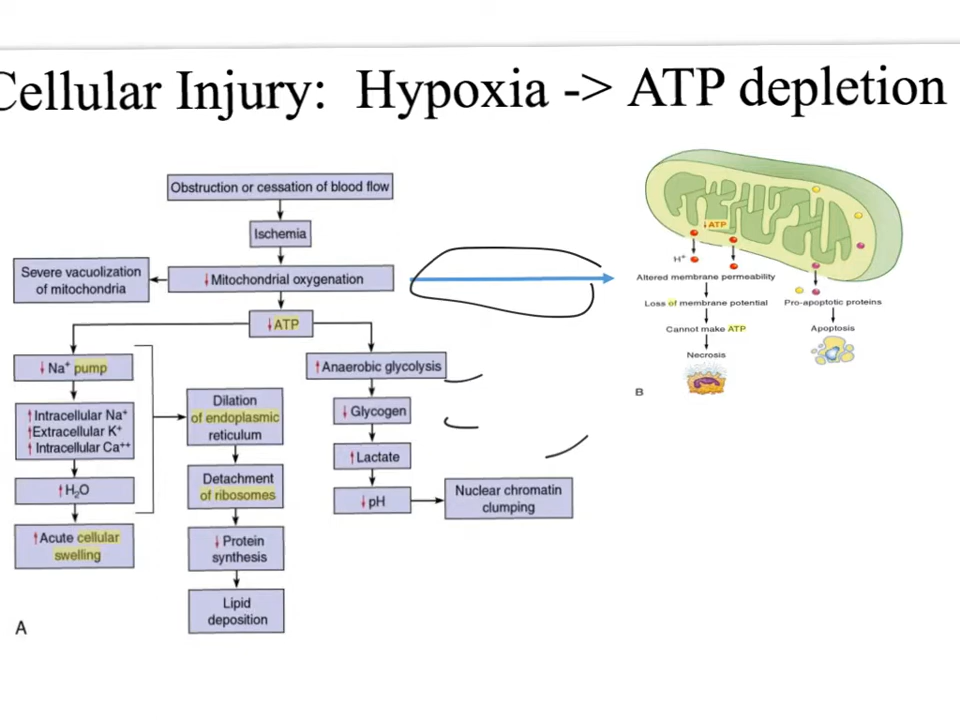 Cellular Injury: Hypoxia -> ATP depletion
Obstruction or cessation of blood flow
Ischemia
↓Mitochondrial oxygenation
Severe vacuolization
of mitochondria
↓ATP
↓Na⁺ pump
↑Intracellular Na⁺
↑Extracellular K⁺
↑Intracellular Ca⁺⁺
↑H₂O
↑Acute cellular
swelling
Dilation
of endoplasmic
reticulum
Detachment
of ribosomes
↓Protein
synthesis
Lipid
deposition
↑Anaerobic glycolysis
↓Glycogen
↑Lactate
↓pH
Nuclear chromatin
clumping
A
↓ATP
H⁺
Altered membrane permeability
Loss of membrane potential
Cannot make ATP
Necrosis
Pro-apoptotic proteins
Apoptosis
B